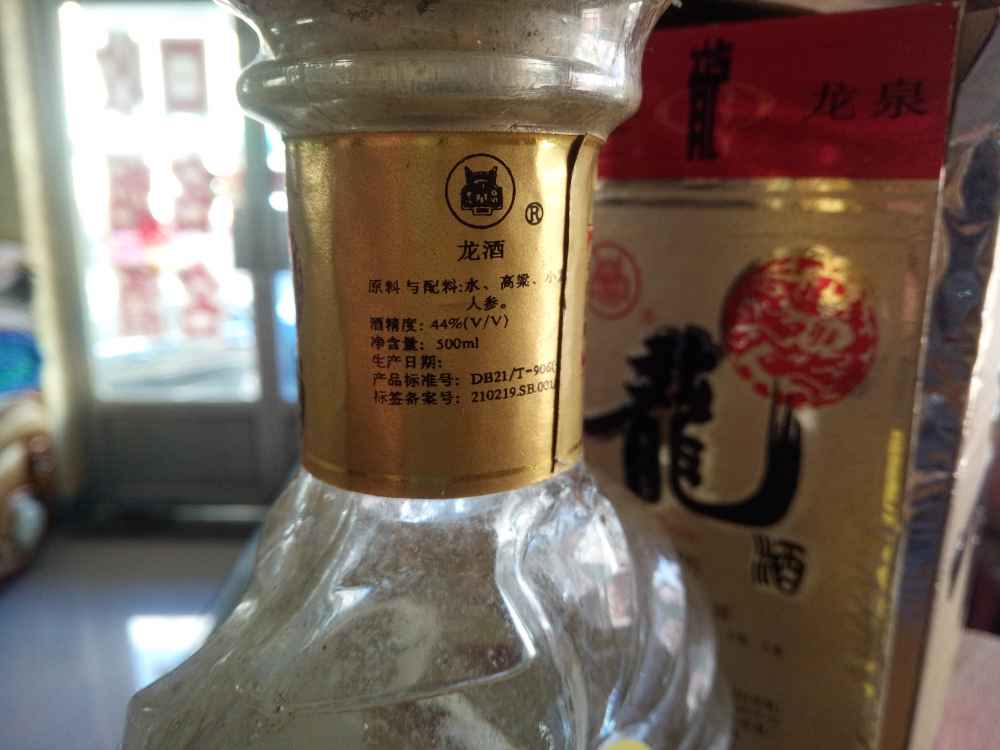 龙酒
原料与配料:水、高粱、小
人参。
酒精度: 44%(V/V)
净含量: 500ml
生产日期:
产品标准号: DB21/T-906
标签备案号: 210219.SB.001
®
龙泉
龍
酒